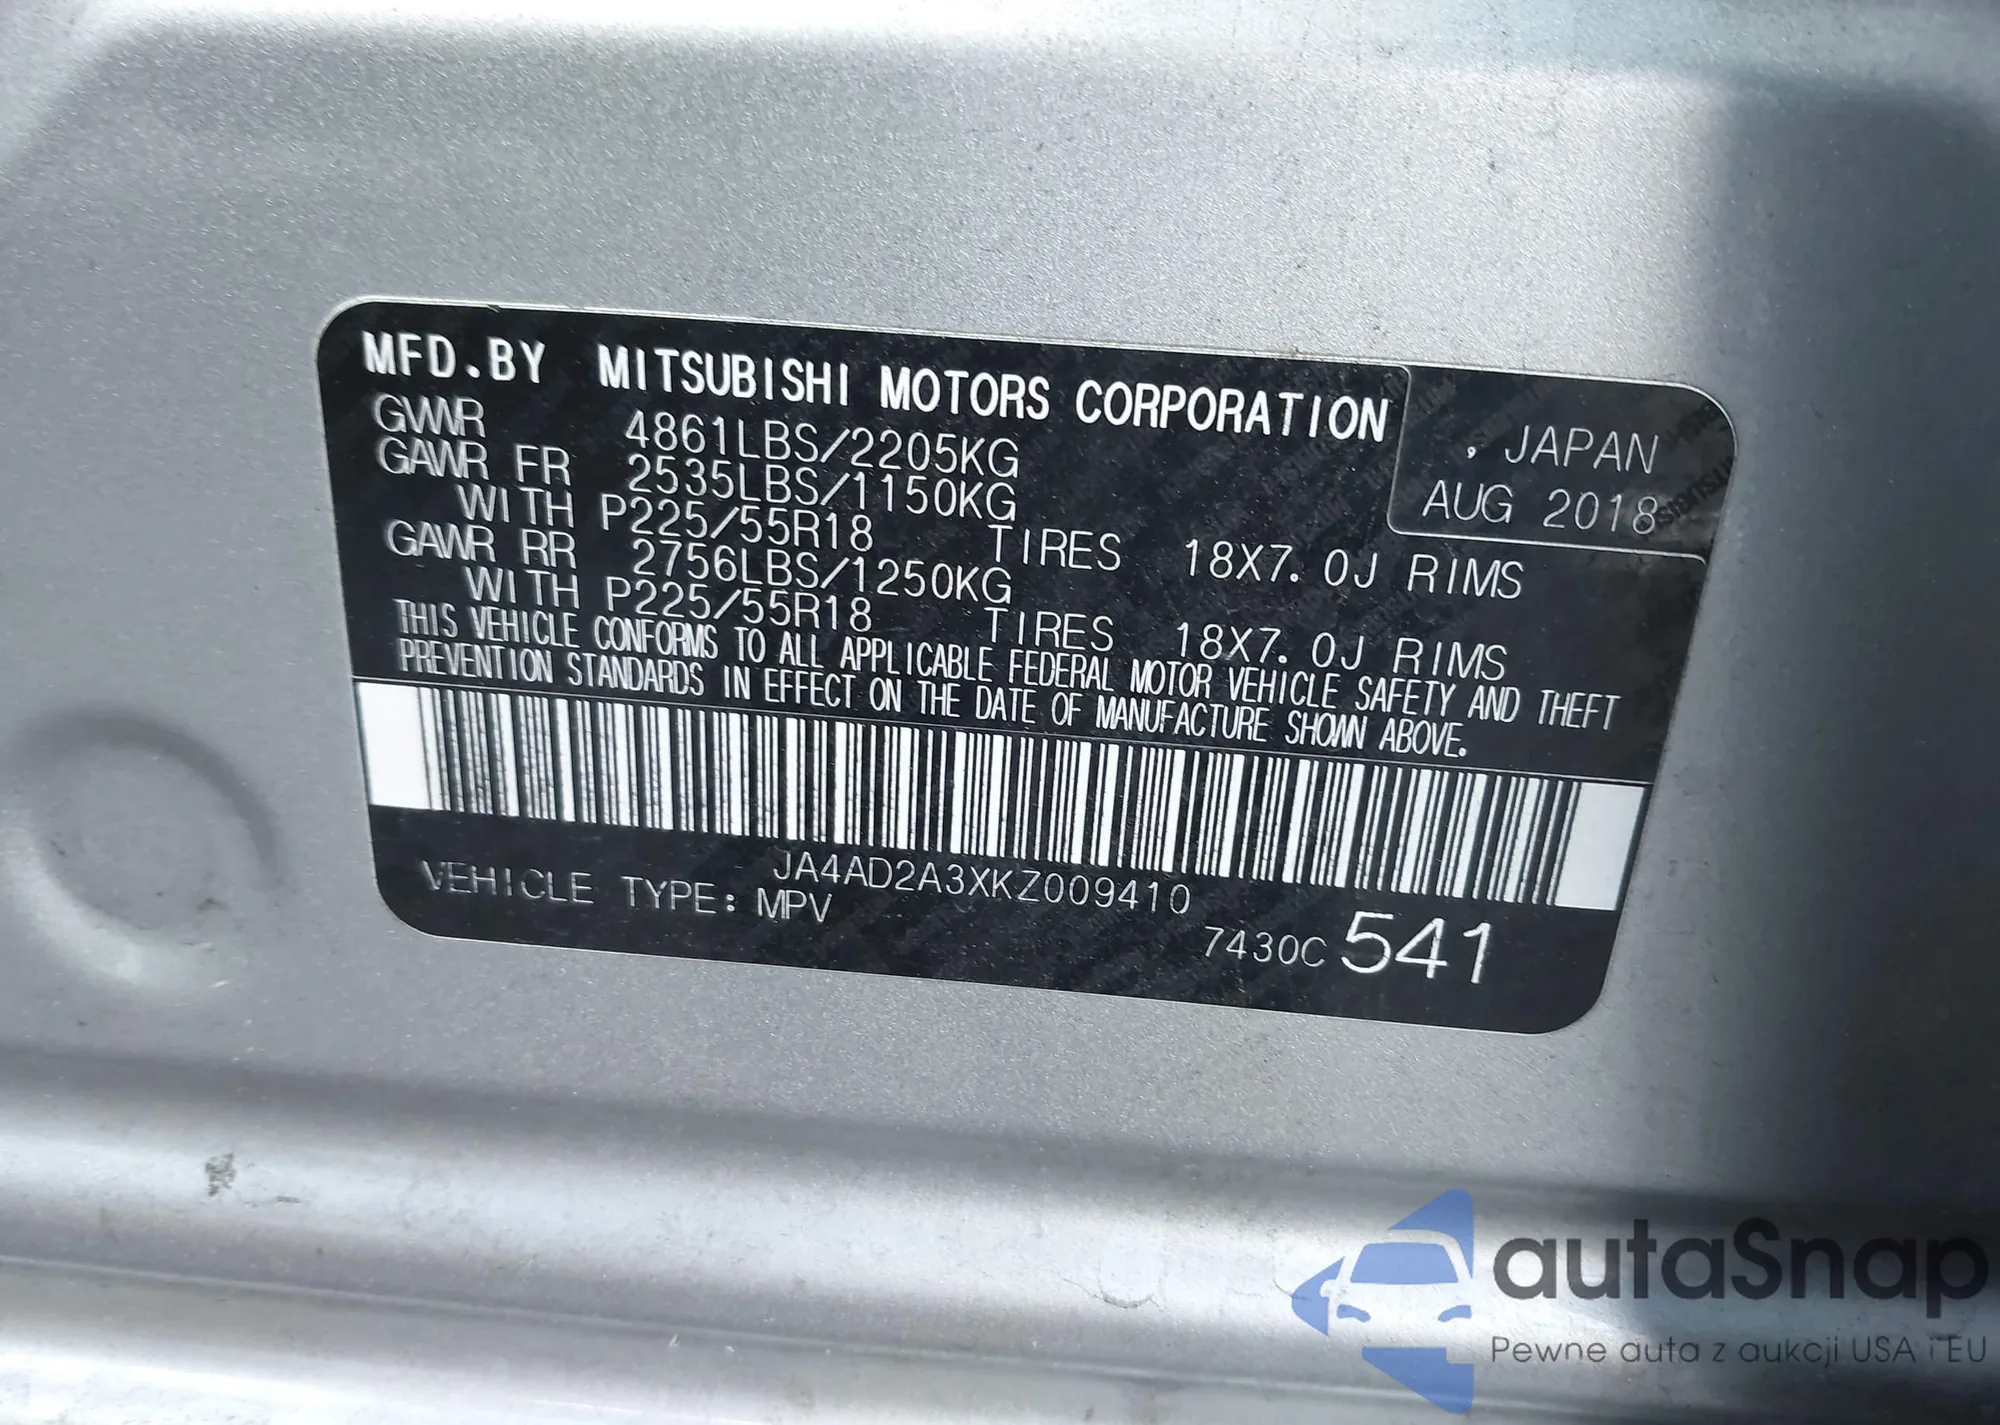 MFD.BY MITSUBISHI MOTORS CORPORATION
, JAPAN
AUG 2018
GVWR 4861LBS/2205KG
GAWR FR 2535LBS/1150KG
WITH P225/55R18 TIRES 18X7.0J RIMS
GAWR RR 2756LBS/1250KG
WITH P225/55R18 TIRES 18X7.0J RIMS
THIS VEHICLE CONFORMS TO ALL APPLICABLE FEDERAL MOTOR VEHICLE SAFETY AND THEFT
PREVENTION STANDARDS IN EFFECT ON THE DATE OF MANUFACTURE SHOWN ABOVE.
JA4AD2A3XKZ009410
VEHICLE TYPE: MPV
7430C 541
autaSnap
Pewne auta z aukcji USA i EU